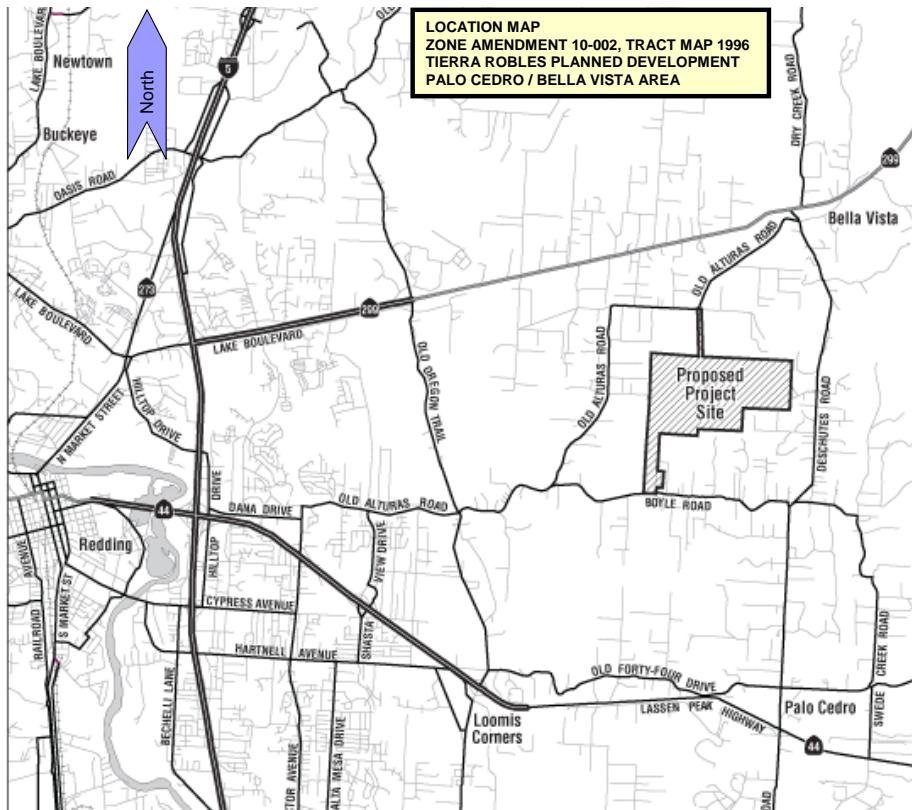 LOCATION MAP
ZONE AMENDMENT 10-002, TRACT MAP 1996
TIERRA ROBLES PLANNED DEVELOPMENT
PALO CEDRO / BELLA VISTA AREA
LAKE BOULEVAR
Newtown
North
5
Buckeye
OASIS ROAD
DRY CREEK ROAD
299
Bella Vista
OLD ALTURAS ROAD
273
LAKE BOULEVARD
299
LAKE BOULEVARD
OLD OREGON TRAIL
OLD ALTURAS ROAD
Proposed
Project
Site
DESCHUTES ROAD
HILLTOP DRIVE
N MARKET STREET
DRIVE
HILLTOP
DANA DRIVE
OLD ALTURAS ROAD
BOYLE ROAD
44
Redding
AVENUE
RAILROAD
S MARKET ST
CYPRESS AVENUE
VIEW DRIVE
SHASTA
HARTNELL AVENUE
BECHELLI LANE
OLD FORTY-FOUR DRIVE
LASSEN PEAK
HIGHWAY
Palo Cedro
CREEK ROAD
SWEDE
Loomis
Corners
44
TOR AVENUE
ALTA MESA DRIVE
ROAD
ROAD